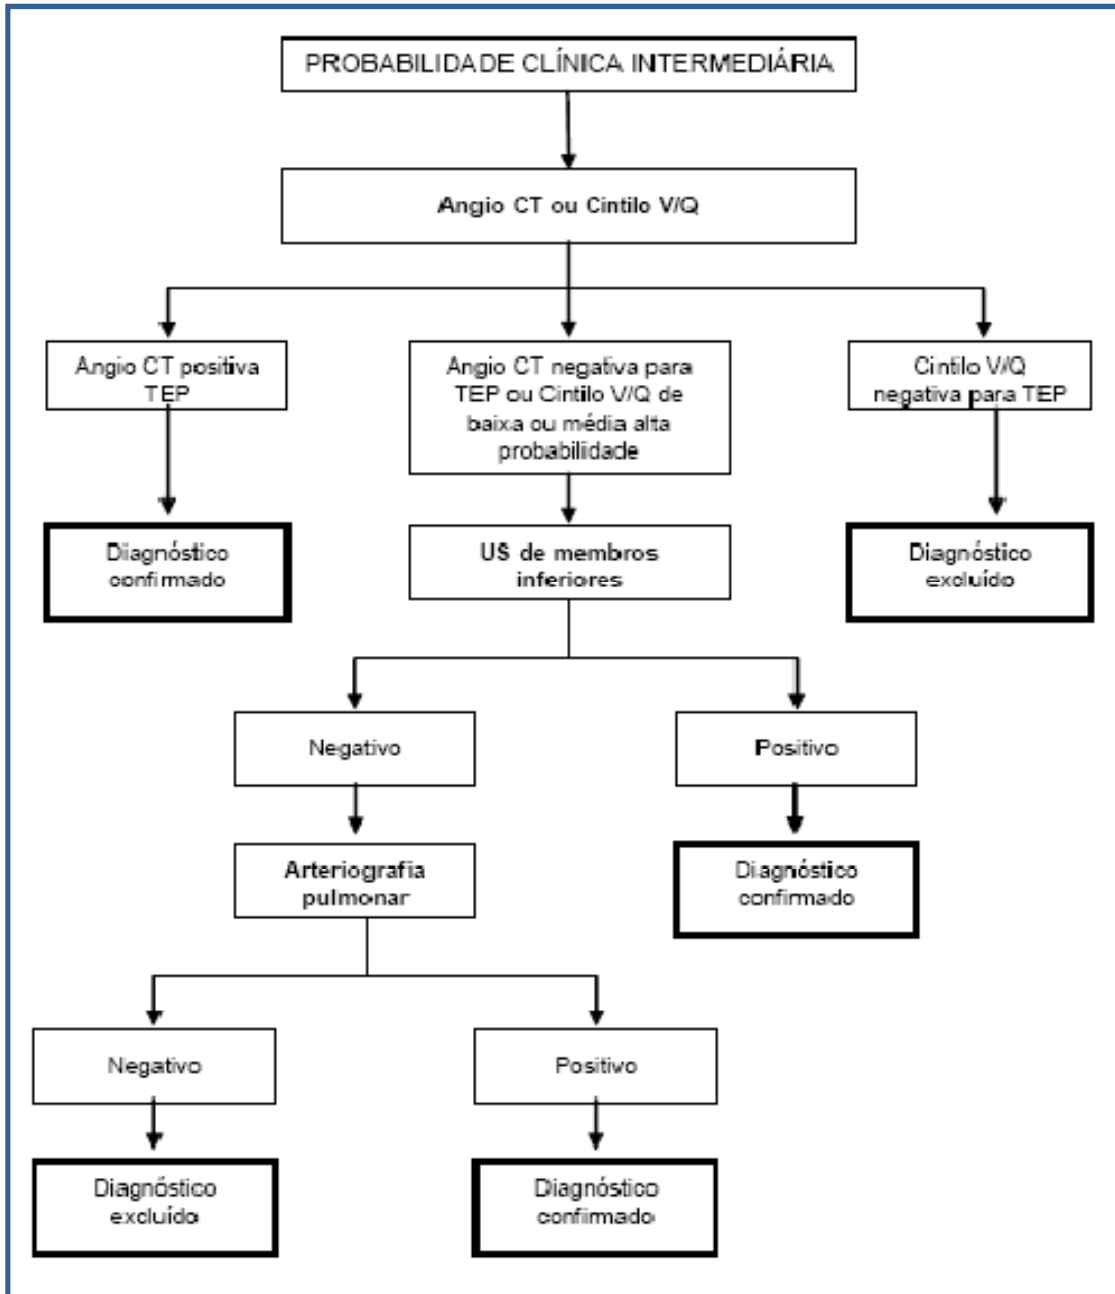 PROBABILIDADE CLÍNICA INTERMEDIÁRIA
Angio CT ou Cintilo V/Q
Angio CT positiva
TEP
Angio CT negativa para
TEP ou Cintilo V/Q de
baixa ou média alta
probabilidade
Cintilo V/Q
negativa para TEP
Diagnóstico
confirmado
US de membros
inferiores
Diagnóstico
excluído
Negativo
Positivo
Arteriografia
pulmonar
Diagnóstico
confirmado
Negativo
Positivo
Diagnóstico
excluído
Diagnóstico
confirmado